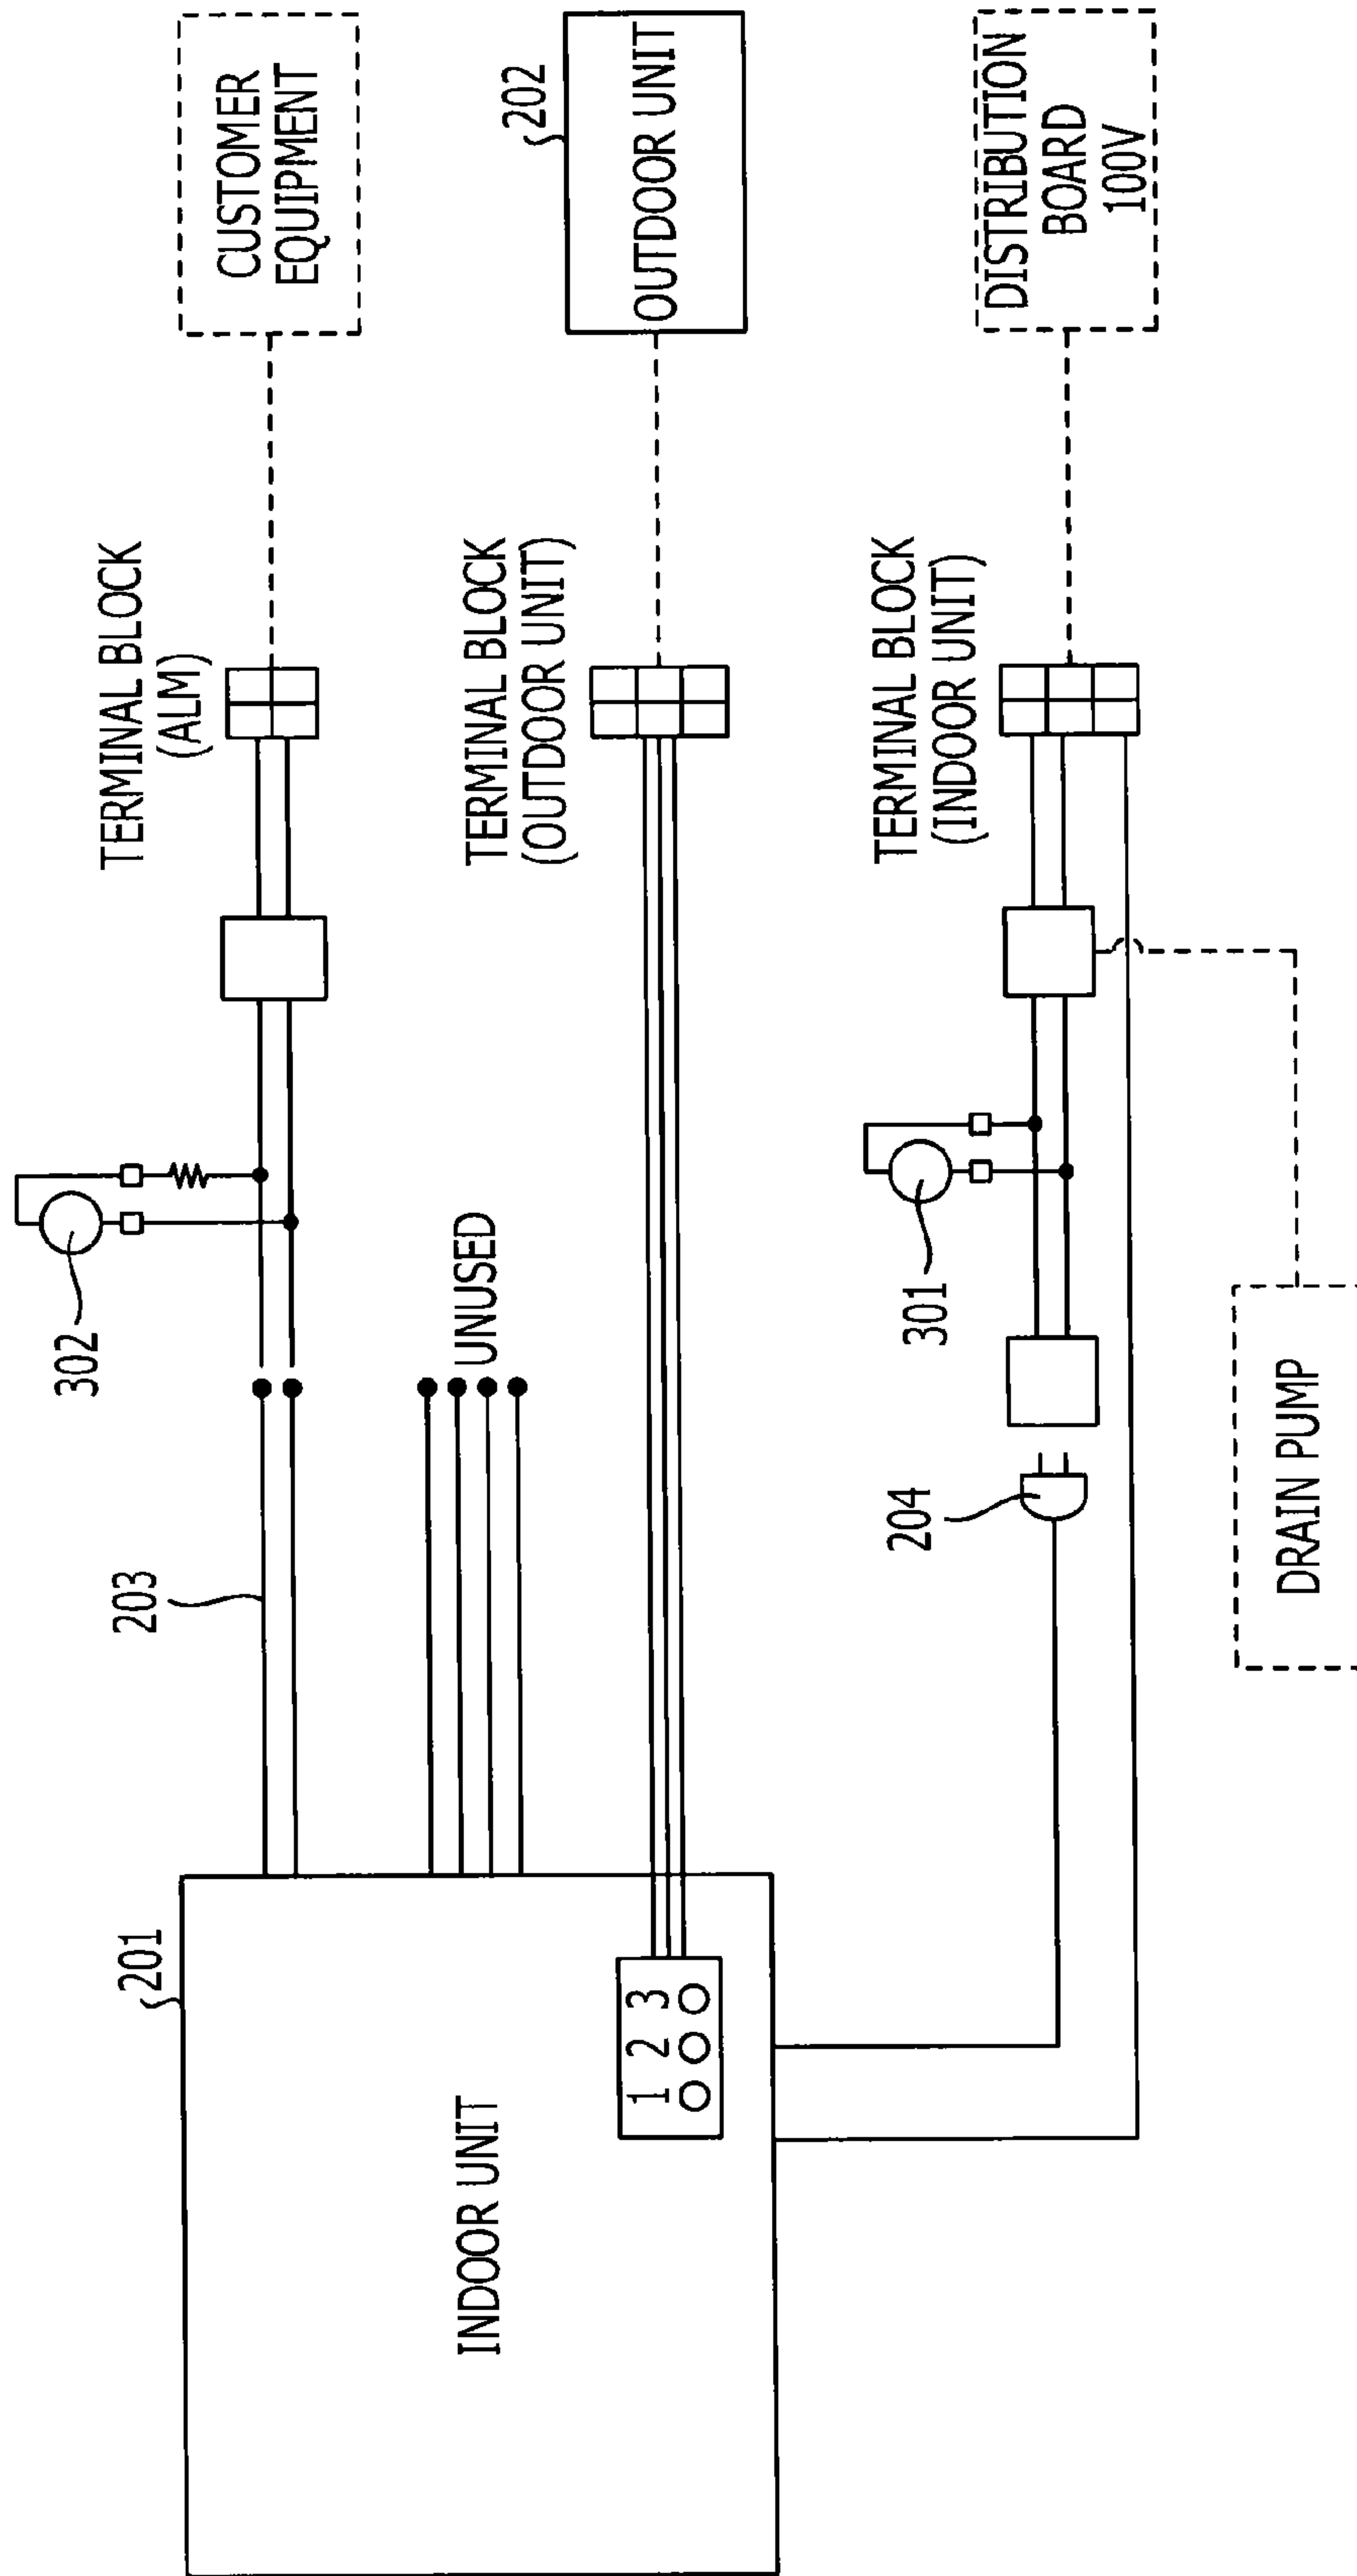 CUSTOMER
EQUIPMENT
202
OUTDOOR UNIT
DISTRIBUTION
BOARD
100V
TERMINAL BLOCK
(ALM)
TERMINAL BLOCK
(OUTDOOR UNIT)
TERMINAL BLOCK
(INDOOR UNIT)
302
UNUSED
301
203
204
DRAIN PUMP
201
INDOOR UNIT
1 2 3